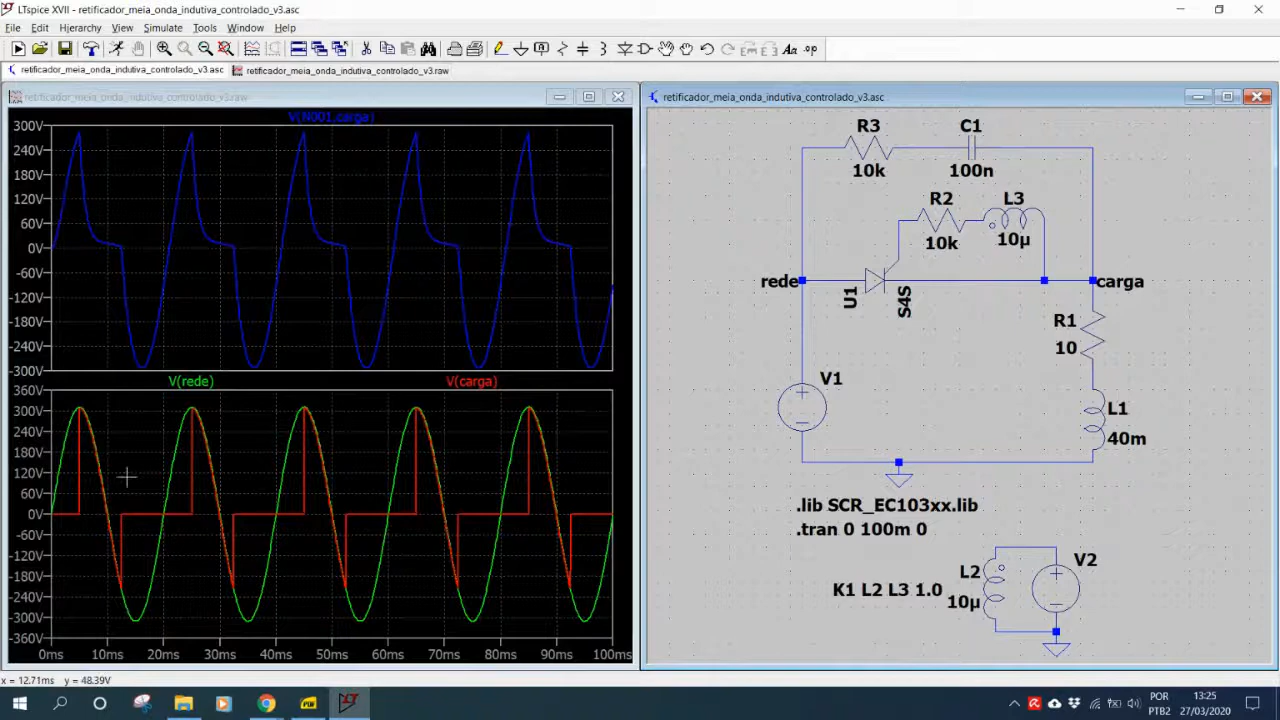 LTspice XVII - retificador_meia_onda_indutiva_controlado_v3.asc
File Edit Hierarchy View Simulate Tools Window Help
retificador_meia_onda_indutiva_controlado_v3.asc retificador_meia_onda_indutiva_controlado_v3.raw
retificador_meia_onda_indutiva_controlado_v3.raw
V(N001,carga)
300V
240V
180V
120V
60V
0V
-60V
-120V
-180V
-240V
-300V
V(rede) V(carga)
360V
300V
240V
180V
120V
60V
0V
-60V
-120V
-180V
-240V
-300V
-360V
0ms 10ms 20ms 30ms 40ms 50ms 60ms 70ms 80ms 90ms 100ms
retificador_meia_onda_indutiva_controlado_v3.asc
R3
10k
C1
100n
R2
10k
L3
10µ
rede
U1
S4S
carga
R1
10
V1
L1
40m
.lib SCR_EC103xx.lib
.tran 0 100m 0
K1 L2 L3 1.0
L2
10µ
V2
x = 12.71ms y = 48.39V
POR
PTB2
13:25
27/03/2020